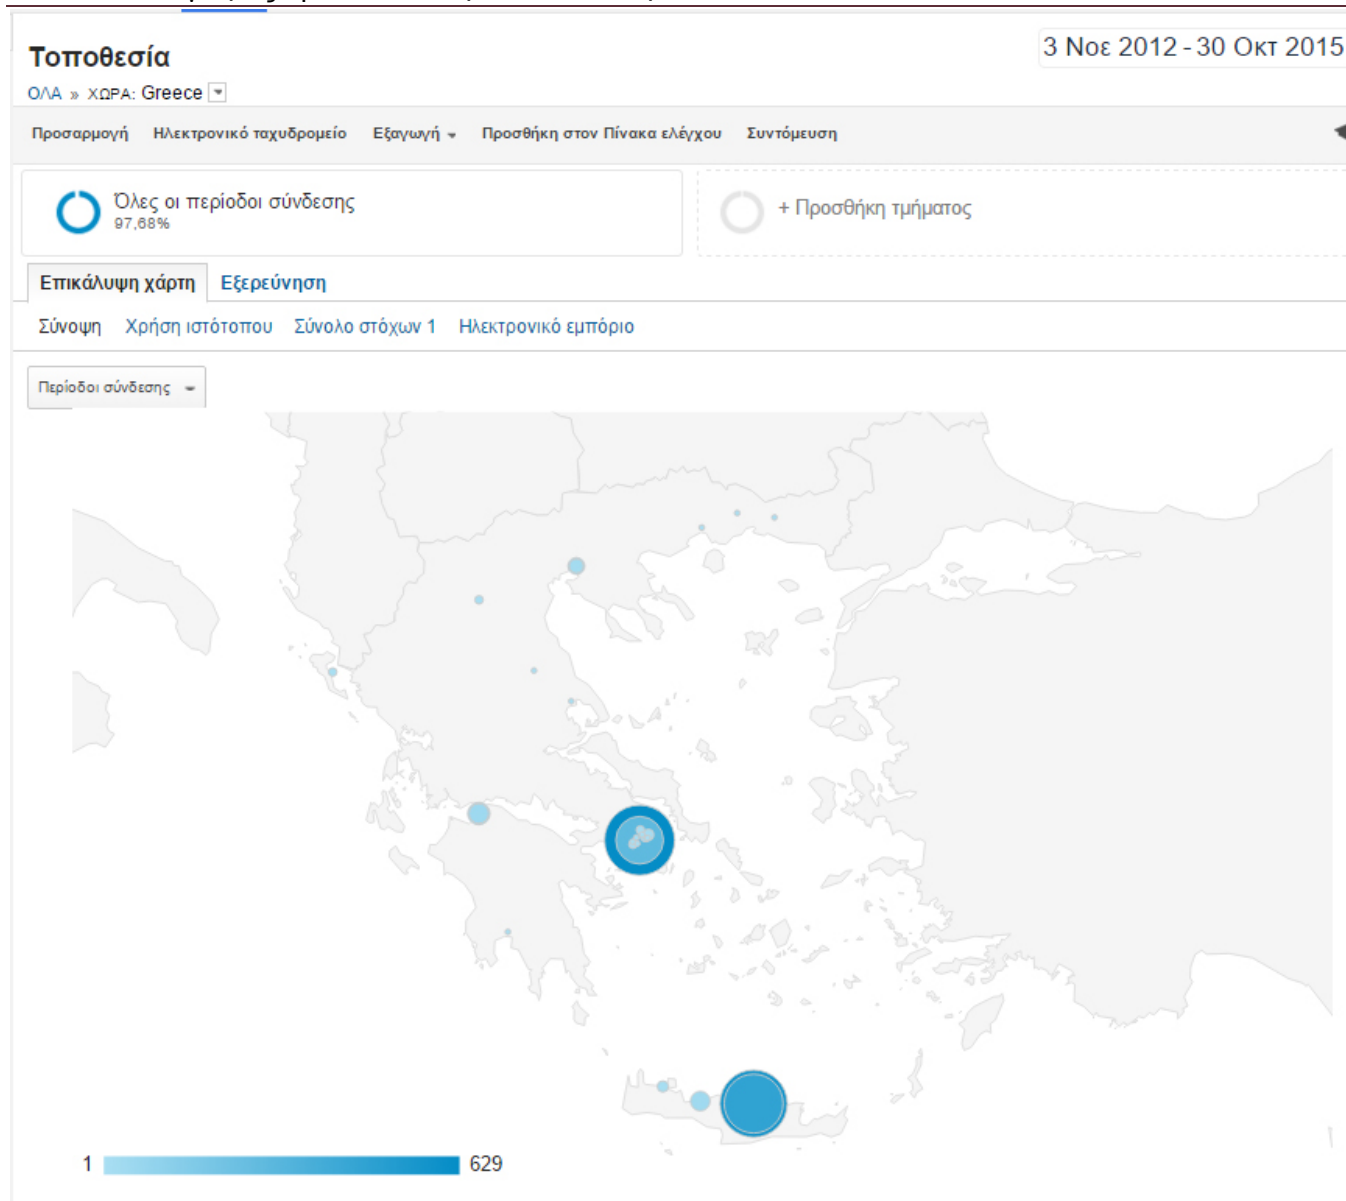 Τοποθεσία
3 Νοε 2012 - 30 Οκτ 2015
ΟΛΑ » ΧΩΡΑ: Greece
Προσαρμογή Ηλεκτρονικό ταχυδρομείο Εξαγωγή Προσθήκη στον Πίνακα ελέγχου Συντόμευση
Όλες οι περίοδοι σύνδεσης
97,68%
+ Προσθήκη τμήματος
Επικάλυψη χάρτη Εξερεύνηση
Σύνοψη Χρήση ιστότοπου Σύνολο στόχων 1 Ηλεκτρονικό εμπόριο
Περίοδοι σύνδεσης
1 629